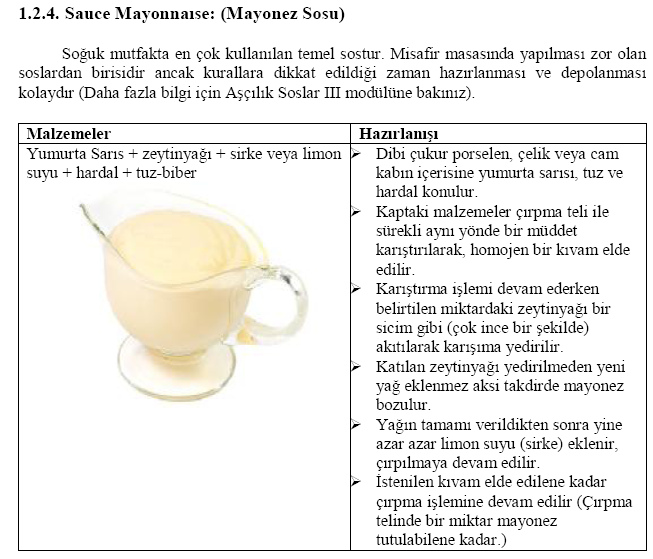 1.2.4. Sauce Mayonnaıse: (Mayonez Sosu)
Soğuk mutfakta en çok kullanılan temel sostur. Misafir masasında yapılması zor olan
soslardan birisidir ancak kurallara dikkat edildiği zaman hazırlanması ve depolanması
kolaydır (Daha fazla bilgi için Aşçılık Soslar III modülüne bakınız).
Malzemeler
Yumurta Sarıs + zeytinyağı + sirke veya limon
suyu + hardal + tuz-biber
Hazırlanışı
➢ Dibi çukur porselen, çelik veya cam
kabın içerisine yumurta sarısı, tuz ve
hardal konulur.
➢ Kaptaki malzemeler çırpma teli ile
sürekli aynı yönde bir müddet
karıştırılarak, homojen bir kıvam elde
edilir.
➢ Karıştırma işlemi devam ederken
belirtilen miktardaki zeytinyağı bir
sicim gibi (çok ince bir şekilde)
akıtılarak karışıma yedirilir.
➢ Katılan zeytinyağı yedirilmeden yeni
yağ eklenmez aksi takdirde mayonez
bozulur.
➢ Yağın tamamı verildikten sonra yine
azar azar limon suyu (sirke) eklenir,
çırpılmaya devam edilir.
➢ İstenilen kıvam elde edilene kadar
çırpma işlemine devam edilir (Çırpma
telinde bir miktar mayonez
tutulabilene kadar.)